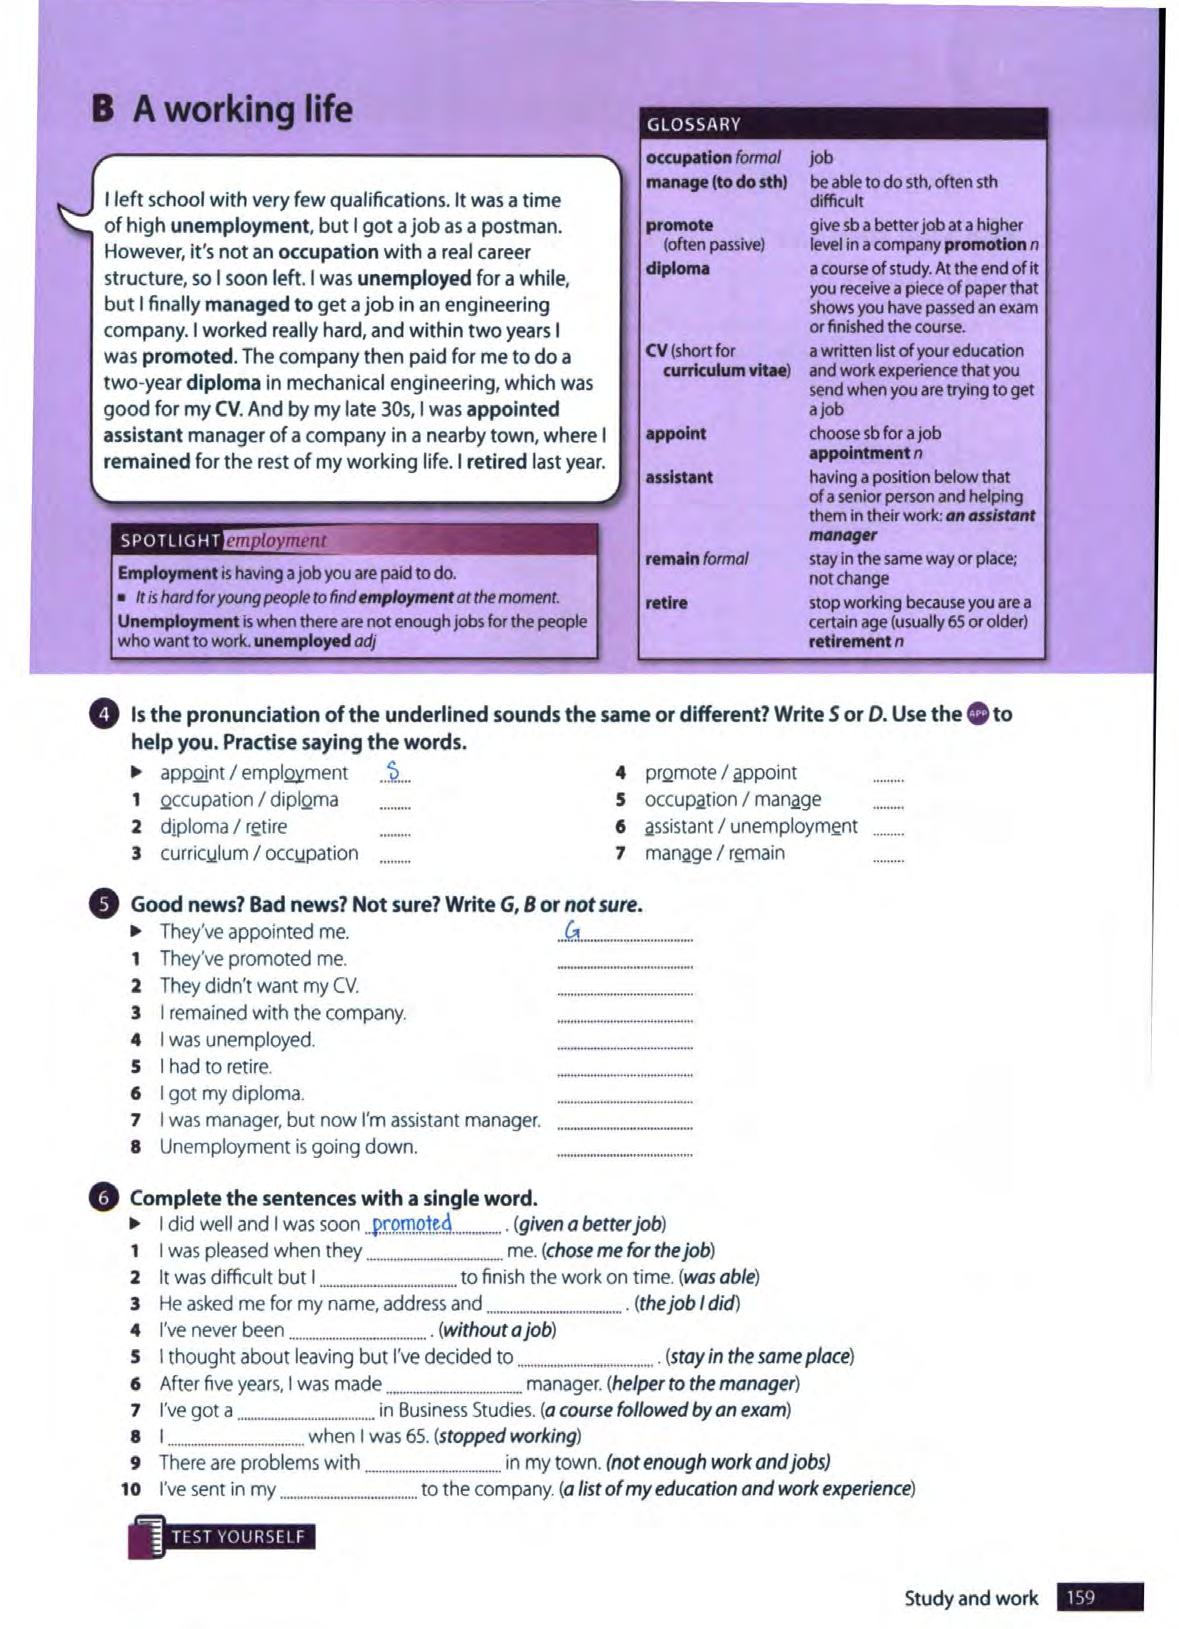 B A working life
I left school with very few qualifications. It was a time
of high unemployment, but I got a job as a postman.
However, it's not an occupation with a real career
structure, so I soon left. I was unemployed for a while,
but I finally managed to get a job in an engineering
company. I worked really hard, and within two years I
was promoted. The company then paid for me to do a
two-year diploma in mechanical engineering, which was
good for my CV. And by my late 30s, I was appointed
assistant manager of a company in a nearby town, where I
remained for the rest of my working life. I retired last year.
SPOTLIGHT employment
Employment is having a job you are paid to do.
▪ It is hard for young people to find employment at the moment.
Unemployment is when there are not enough jobs for the people
who want to work. unemployed adj
GLOSSARY
occupation formal job
manage (to do sth) be able to do sth, often sth
difficult
promote give sb a better job at a higher
(often passive) level in a company promotion n
diploma a course of study. At the end of it
you receive a piece of paper that
shows you have passed an exam
or finished the course.
CV (short for a written list of your education
curriculum vitae) and work experience that you
send when you are trying to get
a job
appoint choose sb for a job
appointment n
assistant having a position below that
of a senior person and helping
them in their work: an assistant
manager
remain formal stay in the same way or place;
not change
retire stop working because you are a
certain age (usually 65 or older)
retirement n
4 Is the pronunciation of the underlined sounds the same or different? Write S or D. Use the APP to
help you. Practise saying the words.
▶ appoint / employment S
1 occupation / diploma
2 diploma / retire
3 curriculum / occupation
4 promote / appoint
5 occupation / manage
6 assistant / unemployment
7 manage / remain
5 Good news? Bad news? Not sure? Write G, B or not sure.
▶ They've appointed me. G
1 They've promoted me.
2 They didn't want my CV.
3 I remained with the company.
4 I was unemployed.
5 I had to retire.
6 I got my diploma.
7 I was manager, but now I'm assistant manager.
8 Unemployment is going down.
6 Complete the sentences with a single word.
▶ I did well and I was soon promoted. (given a better job)
1 I was pleased when they ........ me. (chose me for the job)
2 It was difficult but I ........ to finish the work on time. (was able)
3 He asked me for my name, address and ........ . (the job I did)
4 I've never been ........ . (without a job)
5 I thought about leaving but I've decided to ........ . (stay in the same place)
6 After five years, I was made ........ manager. (helper to the manager)
7 I've got a ........ in Business Studies. (a course followed by an exam)
8 I ........ when I was 65. (stopped working)
9 There are problems with ........ in my town. (not enough work and jobs)
10 I've sent in my ........ to the company. (a list of my education and work experience)
TEST YOURSELF
Study and work 159